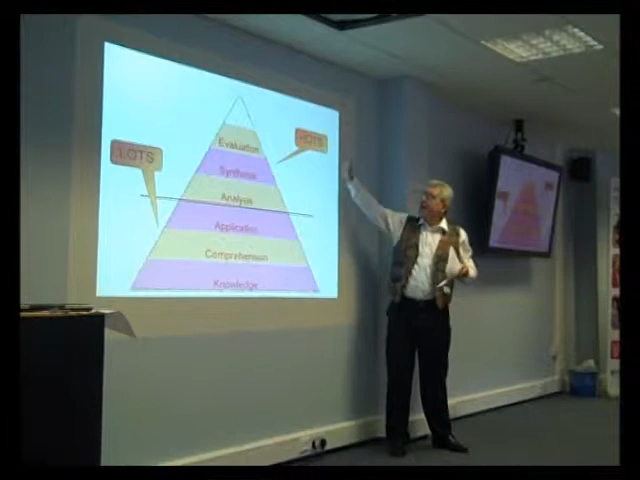 Evaluation
HOTS
LOTS
Synthesis
Analysis
Application
Comprehension
Knowledge